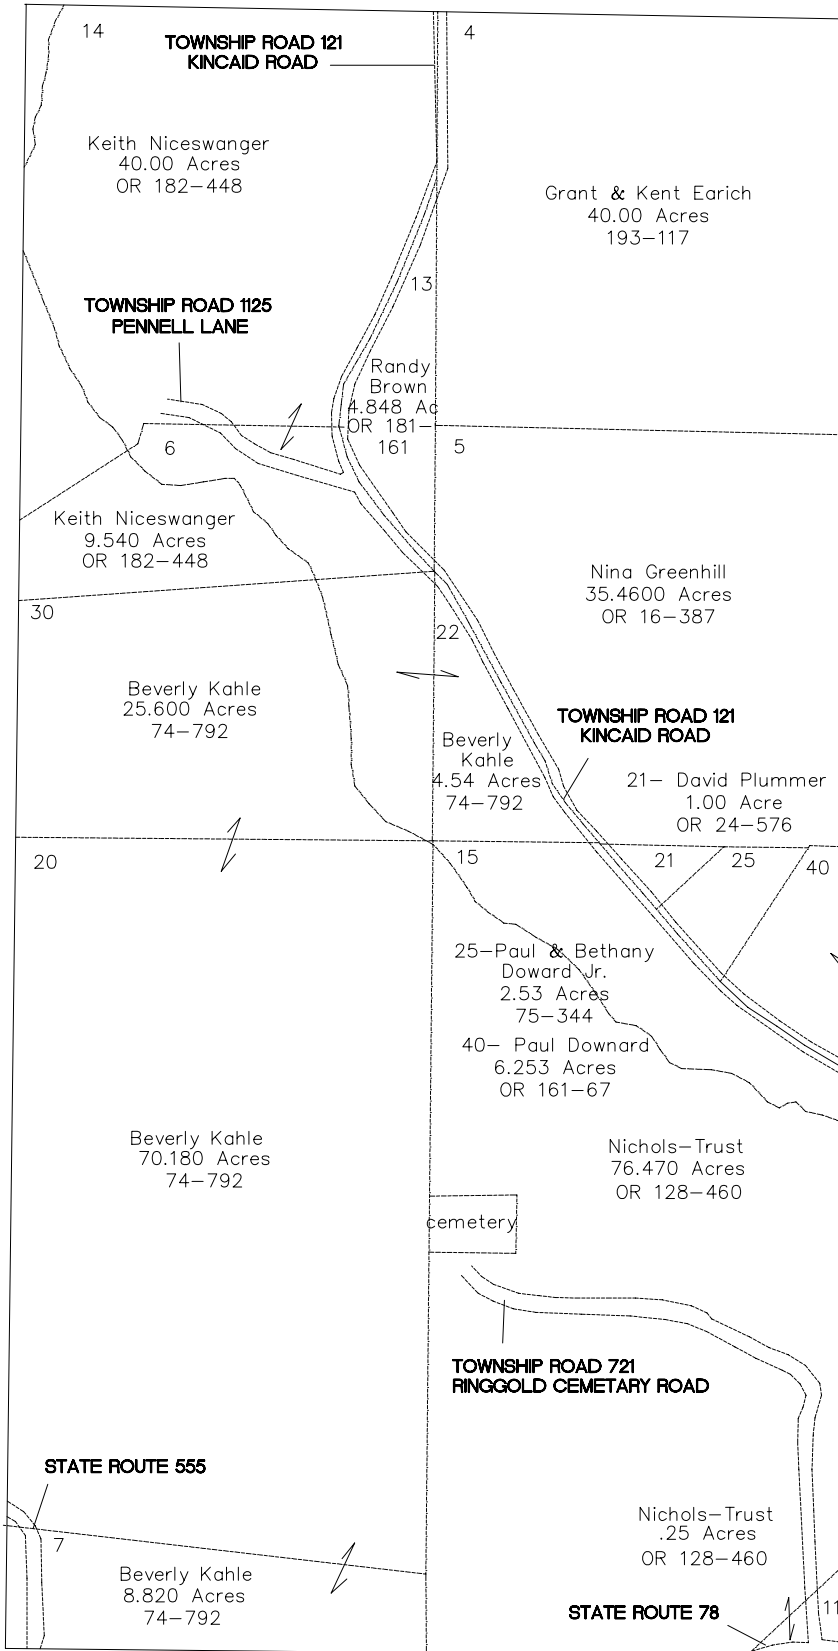 14
TOWNSHIP ROAD 121
KINCAID ROAD
4
Keith Niceswanger
40.00 Acres
OR 182-448
Grant & Kent Earich
40.00 Acres
193-117
13
TOWNSHIP ROAD 1125
PENNELL LANE
Randy
Brown
4.848 Ac
OR 181-
161
6
5
Keith Niceswanger
9.540 Acres
OR 182-448
Nina Greenhill
35.4600 Acres
OR 16-387
30
22
Beverly Kahle
25.600 Acres
74-792
TOWNSHIP ROAD 121
KINCAID ROAD
Beverly
Kahle
4.54 Acres
74-792
21- David Plummer
1.00 Acre
OR 24-576
20
15
21
25
40
25-Paul & Bethany
Doward Jr.
2.53 Acres
75-344
40- Paul Downard
6.253 Acres
OR 161-67
Beverly Kahle
70.180 Acres
74-792
Nichols-Trust
76.470 Acres
OR 128-460
cemetery
TOWNSHIP ROAD 721
RINGGOLD CEMETARY ROAD
STATE ROUTE 555
7
Nichols-Trust
.25 Acres
OR 128-460
Beverly Kahle
8.820 Acres
74-792
STATE ROUTE 78
11